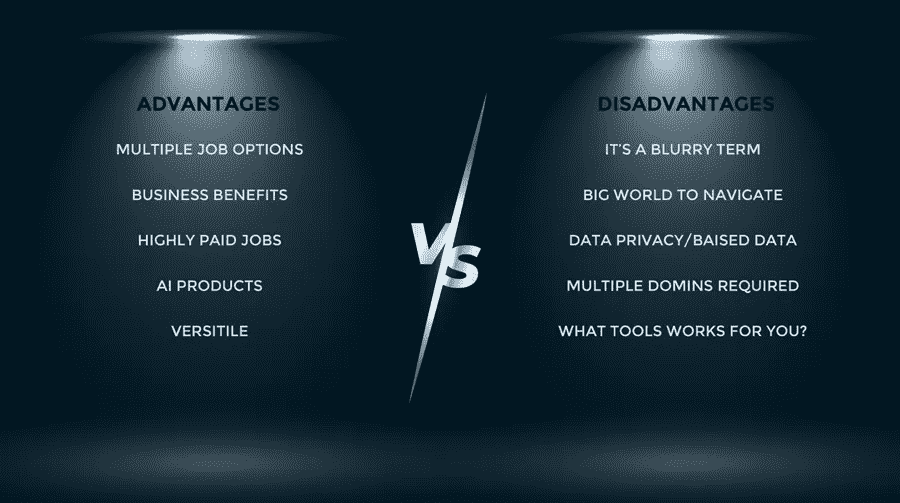 ADVANTAGES
MULTIPLE JOB OPTIONS
BUSINESS BENEFITS
HIGHLY PAID JOBS
AI PRODUCTS
VERSITILE
VS
DISADVANTAGES
IT'S A BLURRY TERM
BIG WORLD TO NAVIGATE
DATA PRIVACY/BAISED DATA
MULTIPLE DOMINS REQUIRED
WHAT TOOLS WORKS FOR YOU?